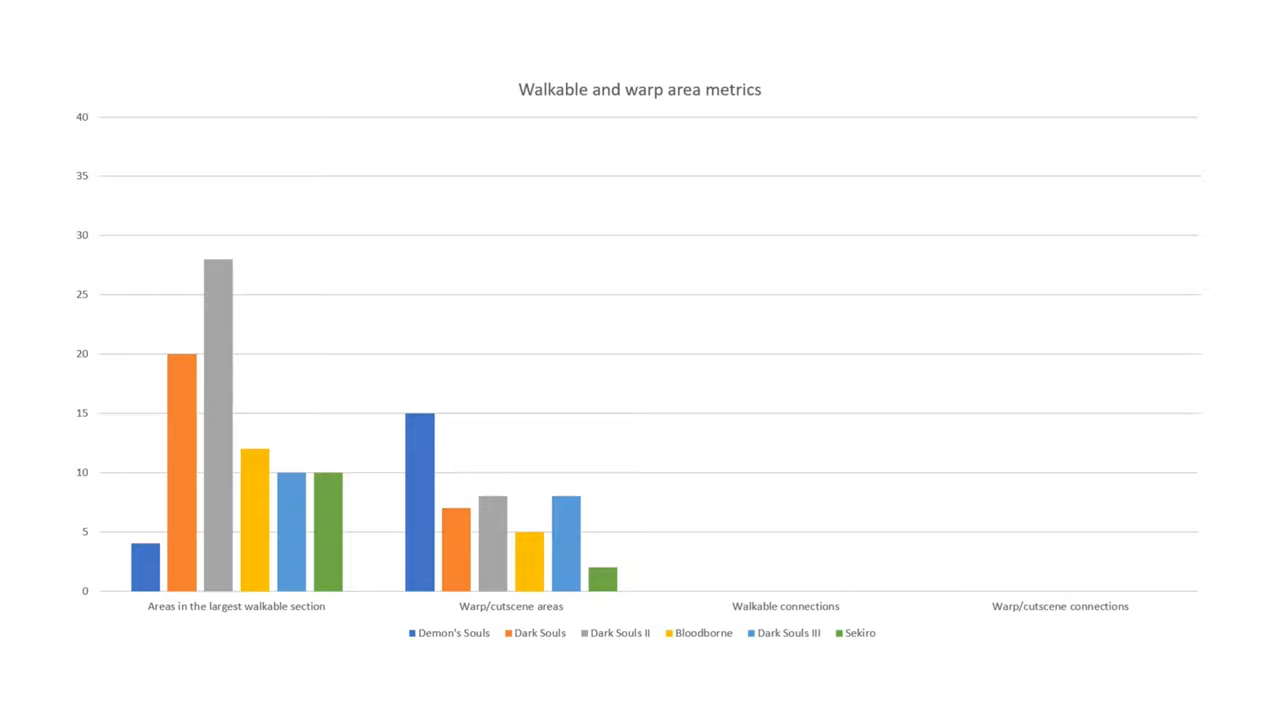 Walkable and warp area metrics
40
35
30
25
20
15
10
5
0
Areas in the largest walkable section
Warp/cutscene areas
Walkable connections
Warp/cutscene connections
Demon's Souls Dark Souls Dark Souls II Bloodborne Dark Souls III Sekiro